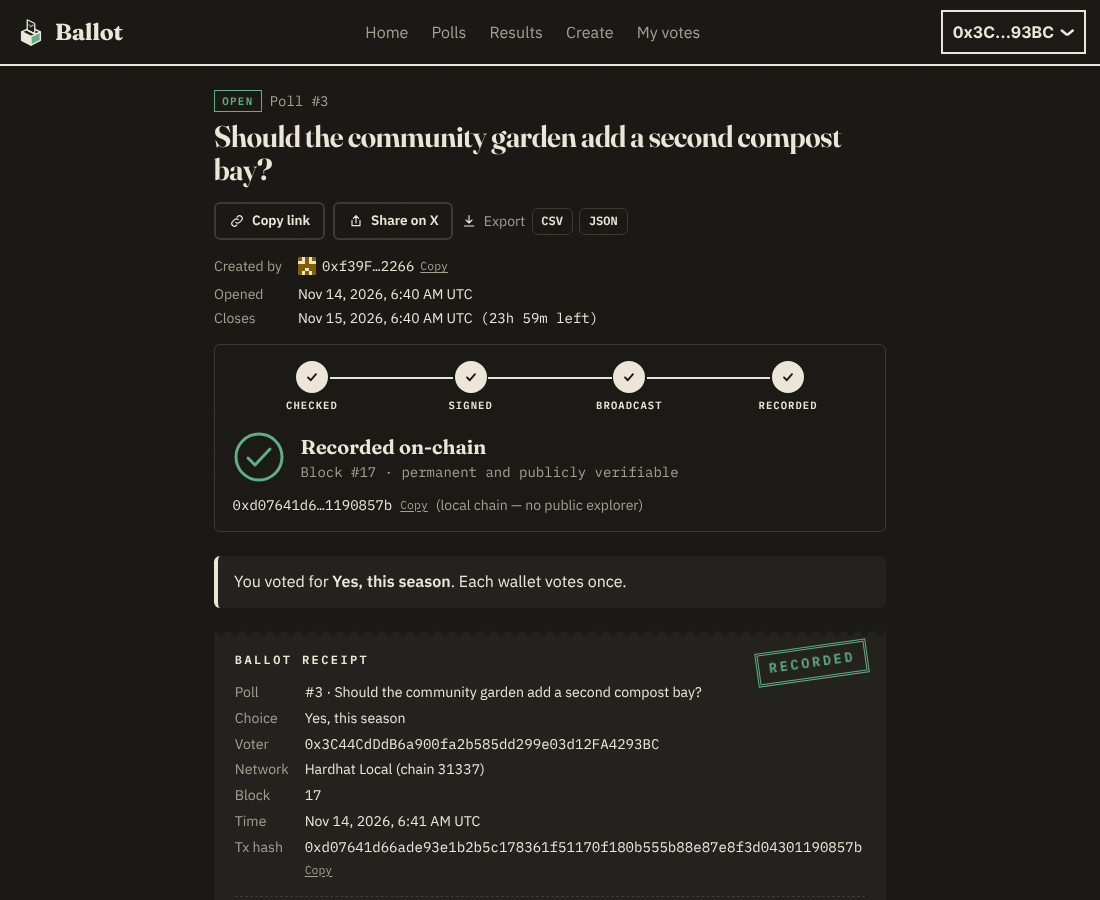 Ballot
Home Polls Results Create My votes
0x3C...93BC
OPEN Poll #3
Should the community garden add a second compost
bay?
Copy link Share on X Export CSV JSON
Created by 0xf39F…2266 Copy
Opened Nov 14, 2026, 6:40 AM UTC
Closes Nov 15, 2026, 6:40 AM UTC (23h 59m left)
CHECKED SIGNED BROADCAST RECORDED
Recorded on-chain
Block #17 · permanent and publicly verifiable
0xd07641d6…1190857b Copy (local chain — no public explorer)
You voted for Yes, this season. Each wallet votes once.
BALLOT RECEIPT
RECORDED
Poll #3 · Should the community garden add a second compost bay?
Choice Yes, this season
Voter 0x3C44CdDdB6a900fa2b585dd299e03d12FA4293BC
Network Hardhat Local (chain 31337)
Block 17
Time Nov 14, 2026, 6:41 AM UTC
Tx hash 0xd07641d66ade93e1b2b5c178361f51170f180b555b88e87e8f3d04301190857b
Copy